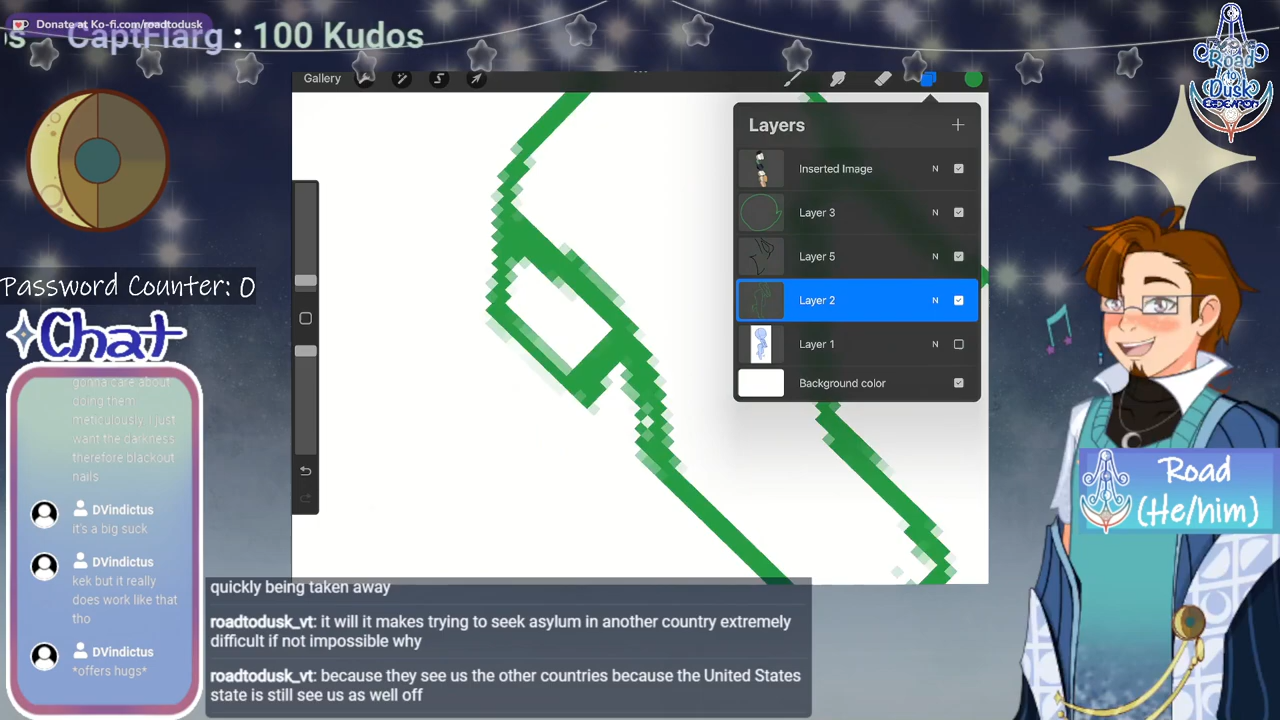 Donate at Ko-fi.com/roadtodusk
s CaptFlarg : 100 Kudos
Road
to
Dusk
Gallery
Layers
Inserted Image N
Layer 3 N
Layer 5 N
Layer 2 N
Layer 1 N
Background color
Password Counter: 0
Chat
gonna care about
doing them
meticulously i just
want the darkness
therefore blackout
nails
DVindictus
it's a big suck
DVindictus
kek but it really
does work like that
tho
DVindictus
*offers hugs*
quickly being taken away
roadtodusk_vt: it will it makes trying to seek asylum in another country extremely
difficult if not impossible why
roadtodusk_vt: because they see us the other countries because the United States
state is still see us as well off
Road
(He/him)